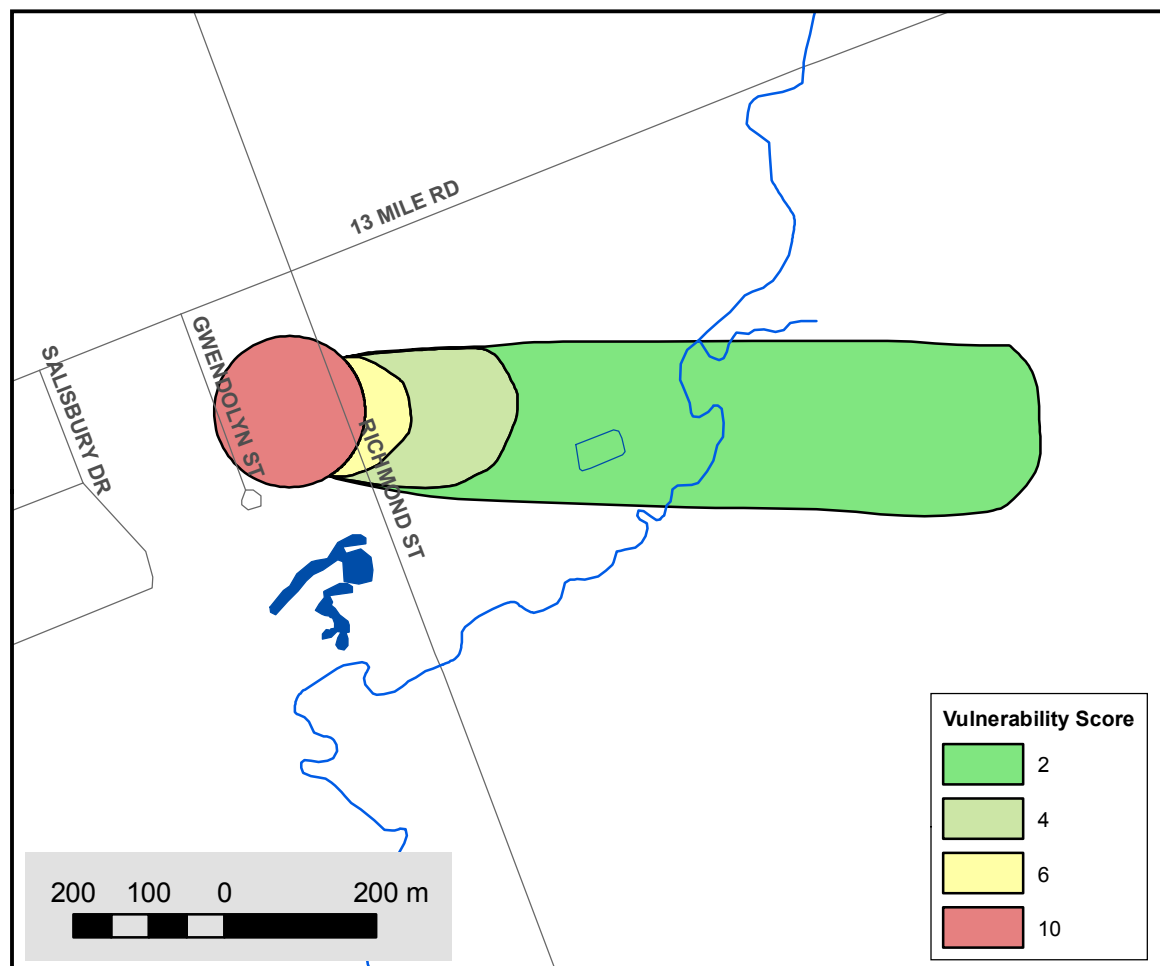 13 MILE RD
GWENDOLYN ST
SALISBURY DR
RICHMOND ST
Vulnerability Score
2
4
6
10
200 100 0 200 m